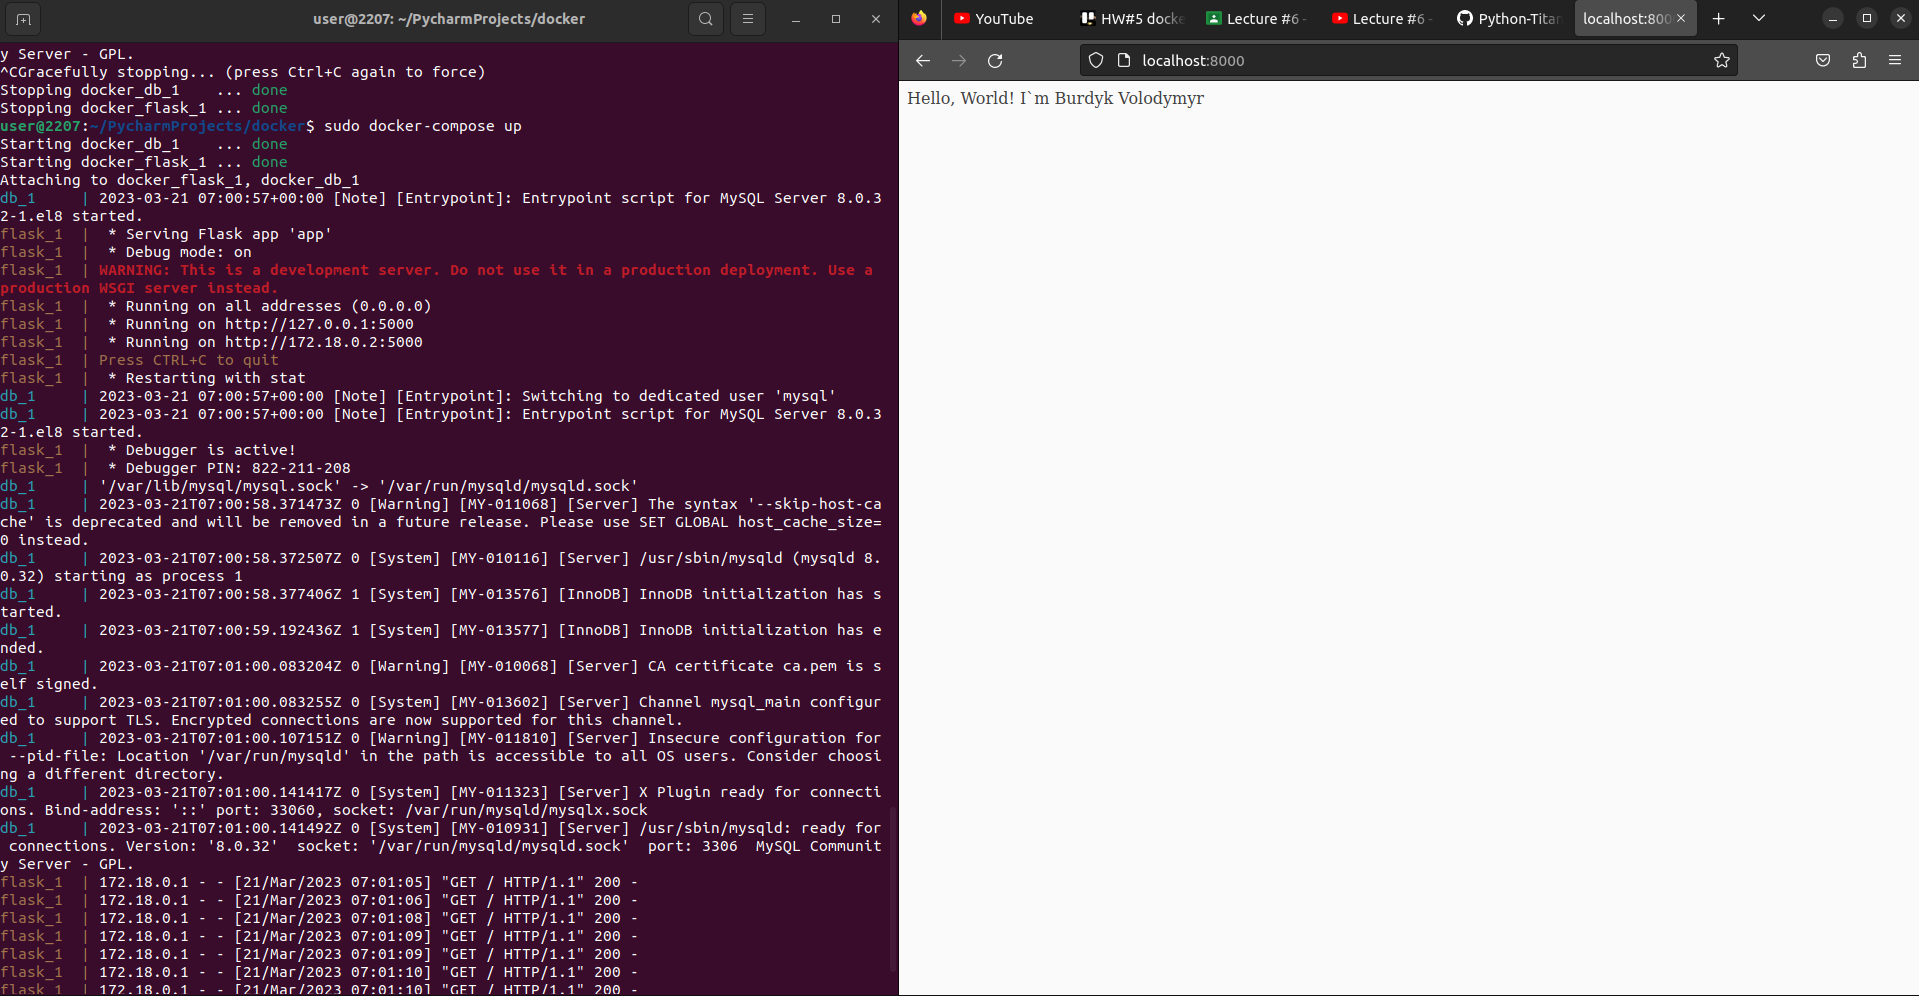 user@2207: ~/PycharmProjects/docker
y Server - GPL.
^CGracefully stopping... (press Ctrl+C again to force)
Stopping docker_db_1    ... done
Stopping docker_flask_1 ... done
user@2207:~/PycharmProjects/docker$ sudo docker-compose up
Starting docker_db_1    ... done
Starting docker_flask_1 ... done
Attaching to docker_flask_1, docker_db_1
db_1     | 2023-03-21 07:00:57+00:00 [Note] [Entrypoint]: Entrypoint script for MySQL Server 8.0.3
2-1.el8 started.
flask_1  |  * Serving Flask app 'app'
flask_1  |  * Debug mode: on
flask_1  | WARNING: This is a development server. Do not use it in a production deployment. Use a
production WSGI server instead.
flask_1  |  * Running on all addresses (0.0.0.0)
flask_1  |  * Running on http://127.0.0.1:5000
flask_1  |  * Running on http://172.18.0.2:5000
flask_1  | Press CTRL+C to quit
flask_1  |  * Restarting with stat
db_1     | 2023-03-21 07:00:57+00:00 [Note] [Entrypoint]: Switching to dedicated user 'mysql'
db_1     | 2023-03-21 07:00:57+00:00 [Note] [Entrypoint]: Entrypoint script for MySQL Server 8.0.3
2-1.el8 started.
flask_1  |  * Debugger is active!
flask_1  |  * Debugger PIN: 822-211-208
db_1     | '/var/lib/mysql/mysql.sock' -> '/var/run/mysqld/mysqld.sock'
db_1     | 2023-03-21T07:00:58.371473Z 0 [Warning] [MY-011068] [Server] The syntax '--skip-host-ca
che' is deprecated and will be removed in a future release. Please use SET GLOBAL host_cache_size=
0 instead.
db_1     | 2023-03-21T07:00:58.372507Z 0 [System] [MY-010116] [Server] /usr/sbin/mysqld (mysqld 8.
0.32) starting as process 1
db_1     | 2023-03-21T07:00:58.377406Z 1 [System] [MY-013576] [InnoDB] InnoDB initialization has s
tarted.
db_1     | 2023-03-21T07:00:59.192436Z 1 [System] [MY-013577] [InnoDB] InnoDB initialization has e
nded.
db_1     | 2023-03-21T07:01:00.083204Z 0 [Warning] [MY-010068] [Server] CA certificate ca.pem is s
elf signed.
db_1     | 2023-03-21T07:01:00.083255Z 0 [System] [MY-013602] [Server] Channel mysql_main configur
ed to support TLS. Encrypted connections are now supported for this channel.
db_1     | 2023-03-21T07:01:00.107151Z 0 [Warning] [MY-011810] [Server] Insecure configuration for
 --pid-file: Location '/var/run/mysqld' in the path is accessible to all OS users. Consider choosi
ng a different directory.
db_1     | 2023-03-21T07:01:00.141417Z 0 [System] [MY-011323] [Server] X Plugin ready for connecti
ons. Bind-address: '::' port: 33060, socket: /var/run/mysqld/mysqlx.sock
db_1     | 2023-03-21T07:01:00.141492Z 0 [System] [MY-010931] [Server] /usr/sbin/mysqld: ready for
 connections. Version: '8.0.32'  socket: '/var/run/mysqld/mysqld.sock'  port: 3306  MySQL Communit
y Server - GPL.
flask_1  | 172.18.0.1 - - [21/Mar/2023 07:01:05] "GET / HTTP/1.1" 200 -
flask_1  | 172.18.0.1 - - [21/Mar/2023 07:01:06] "GET / HTTP/1.1" 200 -
flask_1  | 172.18.0.1 - - [21/Mar/2023 07:01:08] "GET / HTTP/1.1" 200 -
flask_1  | 172.18.0.1 - - [21/Mar/2023 07:01:09] "GET / HTTP/1.1" 200 -
flask_1  | 172.18.0.1 - - [21/Mar/2023 07:01:09] "GET / HTTP/1.1" 200 -
flask_1  | 172.18.0.1 - - [21/Mar/2023 07:01:10] "GET / HTTP/1.1" 200 -
flask_1  | 172.18.0.1 - - [21/Mar/2023 07:01:10] "GET / HTTP/1.1" 200 -
YouTube
HW#5 docke
Lecture #6 -
Lecture #6 -
Python-Titan
localhost:800
localhost:8000
Hello, World! I`m Burdyk Volodymyr